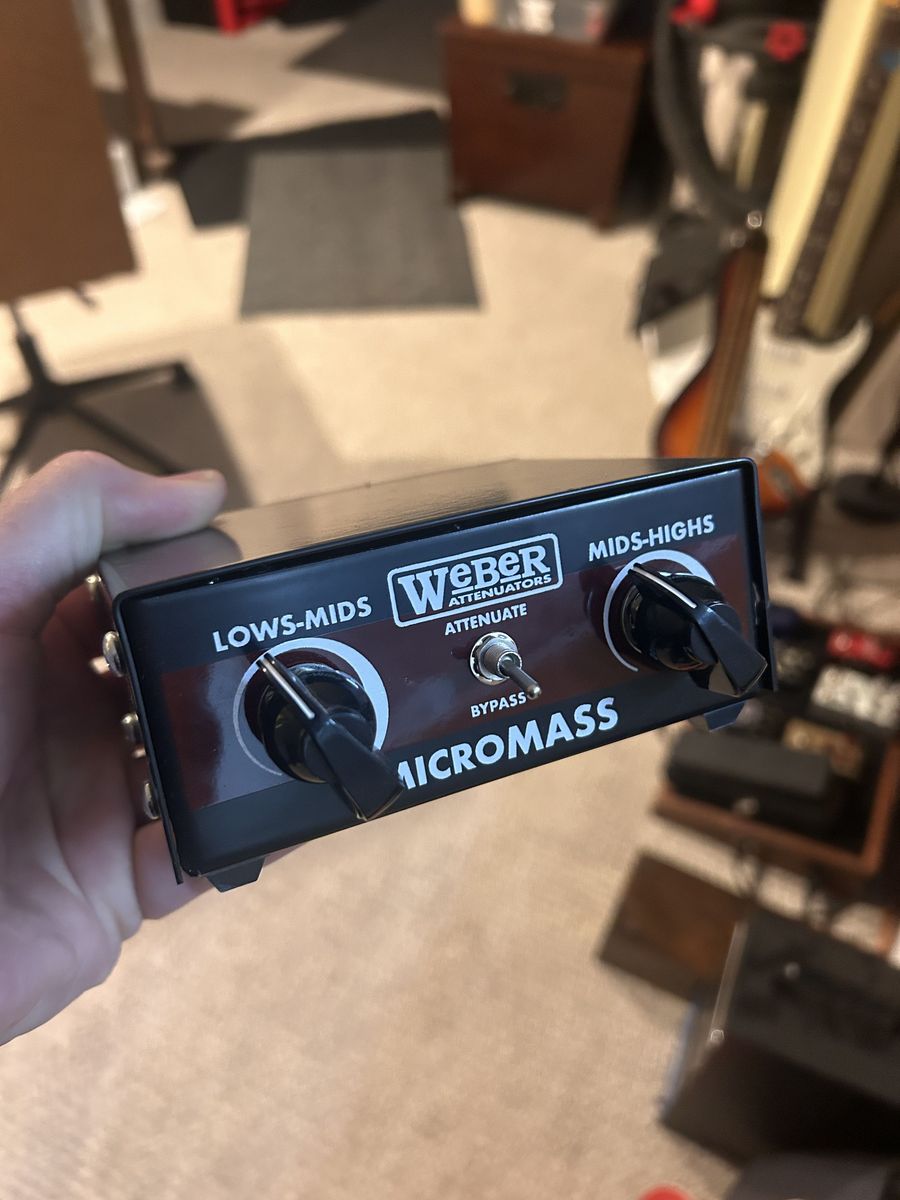 WEBER
ATTENUATORS
LOWS-MIDS
MIDS-HIGHS
ATTENUATE
BYPASS
MICROMASS